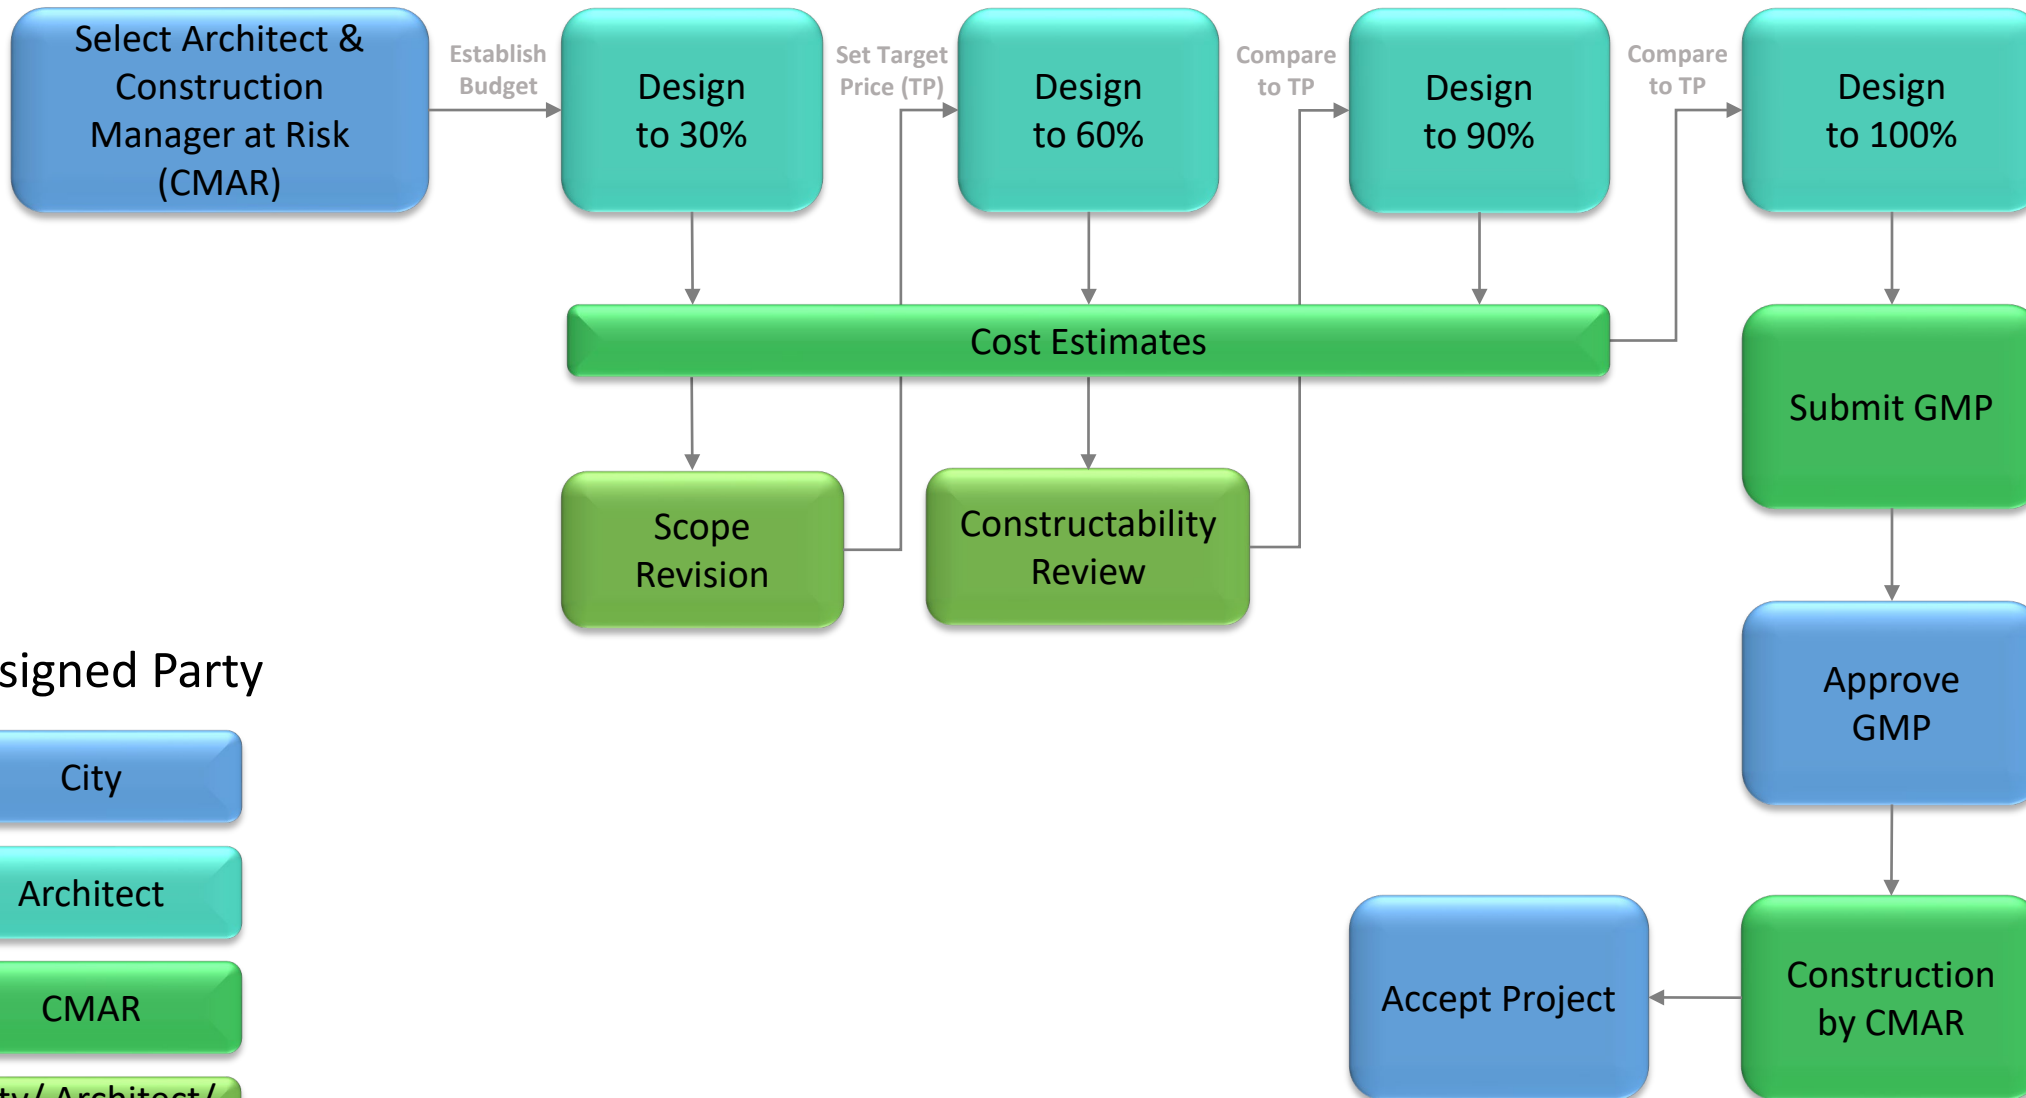 Select Architect &
Construction
Manager at Risk
(CMAR)
Establish
Budget
Design
to 30%
Set Target
Price (TP)
Design
to 60%
Compare
to TP
Design
to 90%
Compare
to TP
Design
to 100%
Cost Estimates
Submit GMP
Scope
Revision
Constructability
Review
Approve
GMP
signed Party
City
Architect
CMAR
ty/ Architect/
Accept Project
Construction
by CMAR